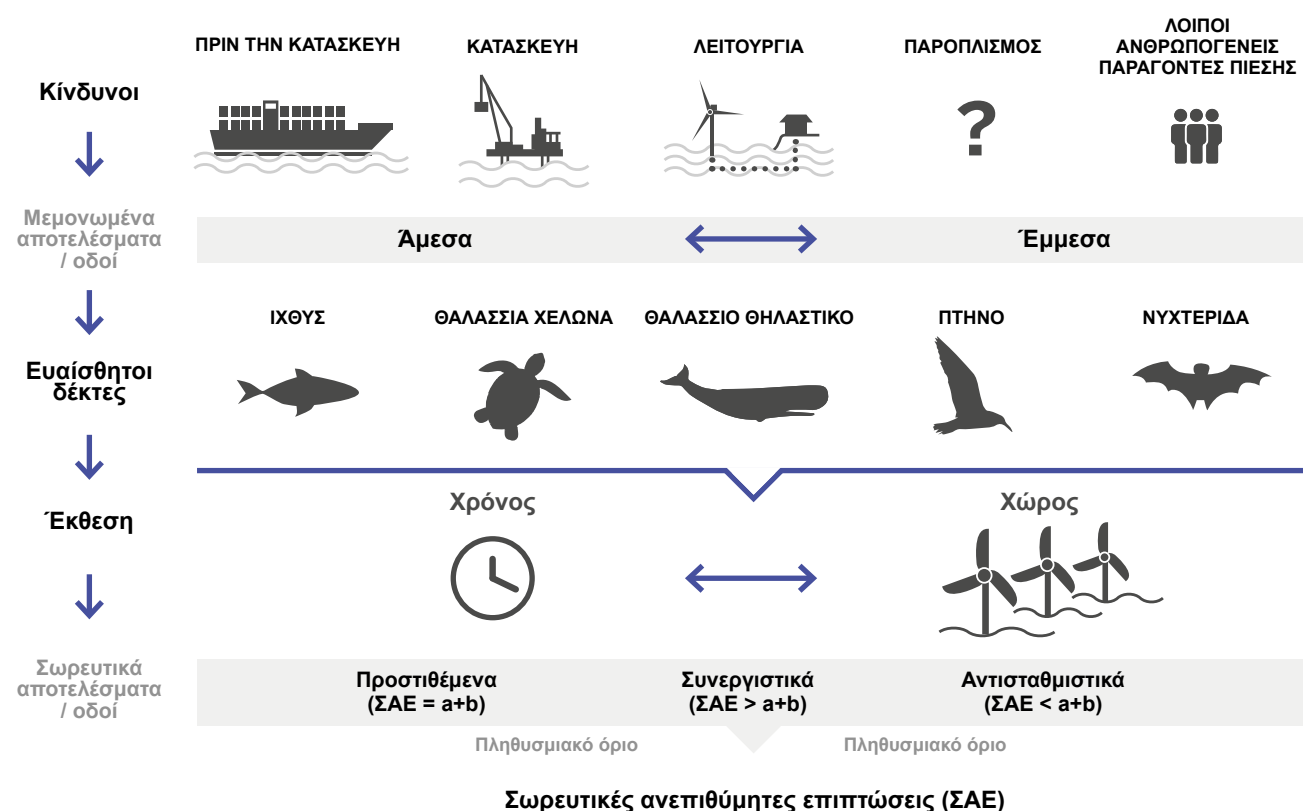 ΠΡΙΝ ΤΗΝ ΚΑΤΑΣΚΕΥΗ
ΚΑΤΑΣΚΕΥΗ
ΛΕΙΤΟΥΡΓΙΑ
ΠΑΡΟΠΛΙΣΜΟΣ
ΛΟΙΠΟΙ
ΑΝΘΡΩΠΟΓΕΝΕΙΣ
ΠΑΡΑΓΟΝΤΕΣ ΠΙΕΣΗΣ
Κίνδυνοι
?
Μεμονωμένα
αποτελέσματα
/ οδοί
Άμεσα
Έμμεσα
ΙΧΘΥΣ
ΘΑΛΑΣΣΙΑ ΧΕΛΩΝΑ
ΘΑΛΑΣΣΙΟ ΘΗΛΑΣΤΙΚΟ
ΠΤΗΝΟ
ΝΥΧΤΕΡΙΔΑ
Ευαίσθητοι
δέκτες
Έκθεση
Χρόνος
Χώρος
Σωρευτικά
αποτελέσματα
/ οδοί
Προστιθέμενα
(ΣΑΕ = a+b)
Συνεργιστικά
(ΣΑΕ > a+b)
Αντισταθμιστικά
(ΣΑΕ < a+b)
Πληθυσμιακό όριο
Πληθυσμιακό όριο
Σωρευτικές ανεπιθύμητες επιπτώσεις (ΣΑΕ)